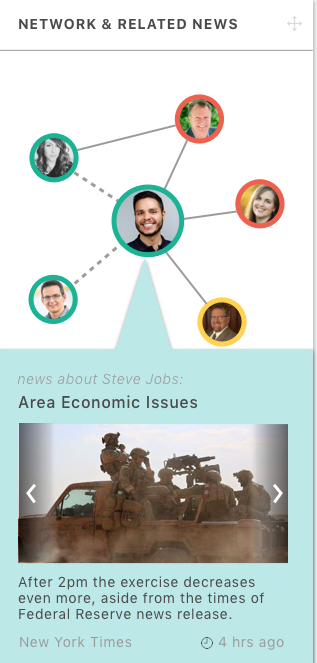 NETWORK & RELATED NEWS
news about Steve Jobs:
Area Economic Issues
After 2pm the exercise decreases
even more, aside from the times of
Federal Reserve news release.
New York Times 4 hrs ago